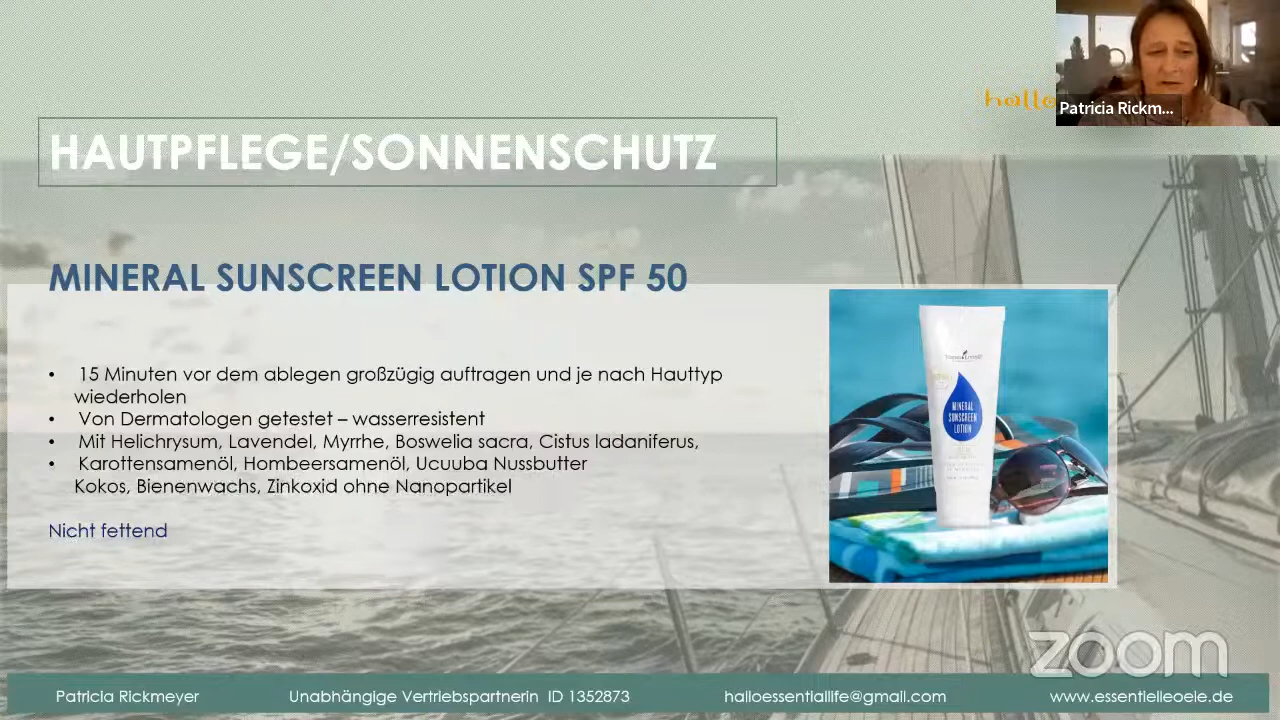 hallo
Patricia Rickm...
HAUTPFLEGE/SONNENSCHUTZ
MINERAL SUNSCREEN LOTION SPF 50
• 15 Minuten vor dem ablegen großzügig auftragen und je nach Hauttyp
wiederholen
• Von Dermatologen getestet – wasserresistent
• Mit Helichrysum, Lavendel, Myrrhe, Boswelia sacra, Cistus ladaniferus,
• Karottensamenöl, Hombeersamenöl, Ucuuba Nussbutter
Kokos, Bienenwachs, Zinkoxid ohne Nanopartikel
Nicht fettend
MINERAL
SUNSCREEN
LOTION
zoom
Patricia Rickmeyer Unabhängige Vertriebspartnerin ID 1352873 halloessentiallife@gmail.com www.essentielleoele.de